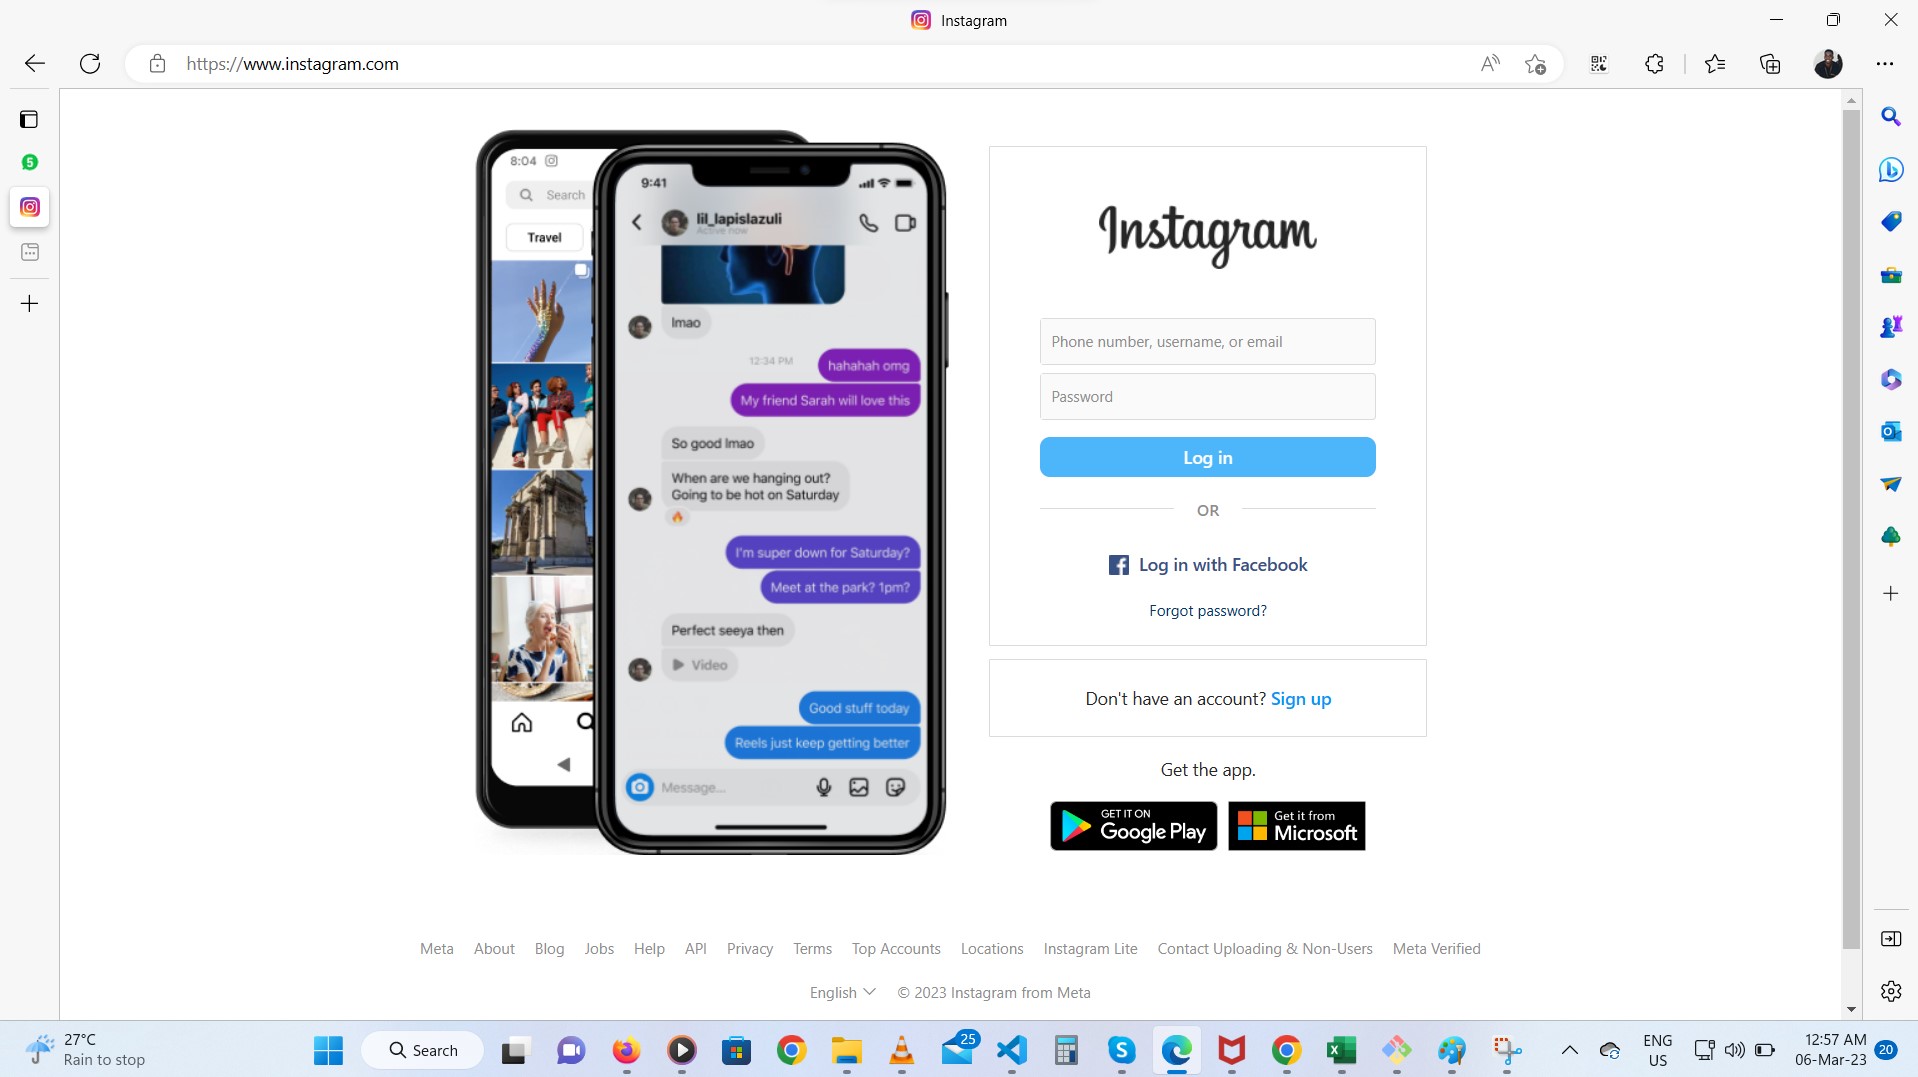 Instagram
https://www.instagram.com
5
8:04
Search
Travel
9:41
lil_lapislazuli
Active now
lmao
12:34 PM
hahahah omg
My friend Sarah will love this
So good lmao
When are we hanging out?
Going to be hot on Saturday
I'm super down for Saturday?
Meet at the park? 1pm?
Perfect seeya then
Video
Good stuff today
Reels just keep getting better
Message...
Instagram
Phone number, username, or email
Password
Log in
OR
Log in with Facebook
Forgot password?
Don't have an account? Sign up
Get the app.
GET IT ON
Google Play
Get it from
Microsoft
Meta About Blog Jobs Help API Privacy Terms Top Accounts Locations Instagram Lite Contact Uploading & Non-Users Meta Verified
English © 2023 Instagram from Meta
27°C
Rain to stop
Search
25
ENG
US
12:57 AM
06-Mar-23
20